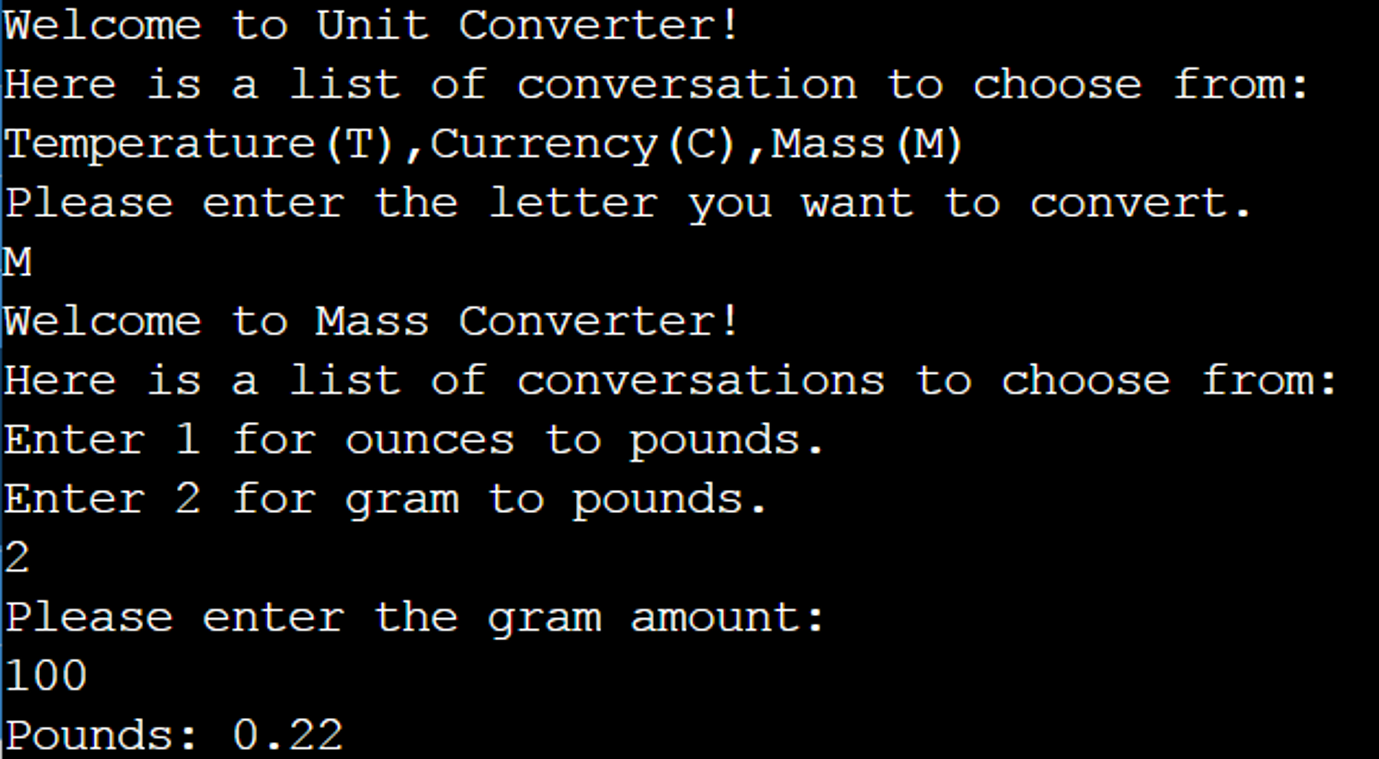 Welcome to Unit Converter!
Here is a list of conversation to choose from:
Temperature(T),Currency(C),Mass(M)
Please enter the letter you want to convert.
M
Welcome to Mass Converter!
Here is a list of conversations to choose from:
Enter 1 for ounces to pounds.
Enter 2 for gram to pounds.
2
Please enter the gram amount:
100
Pounds: 0.22